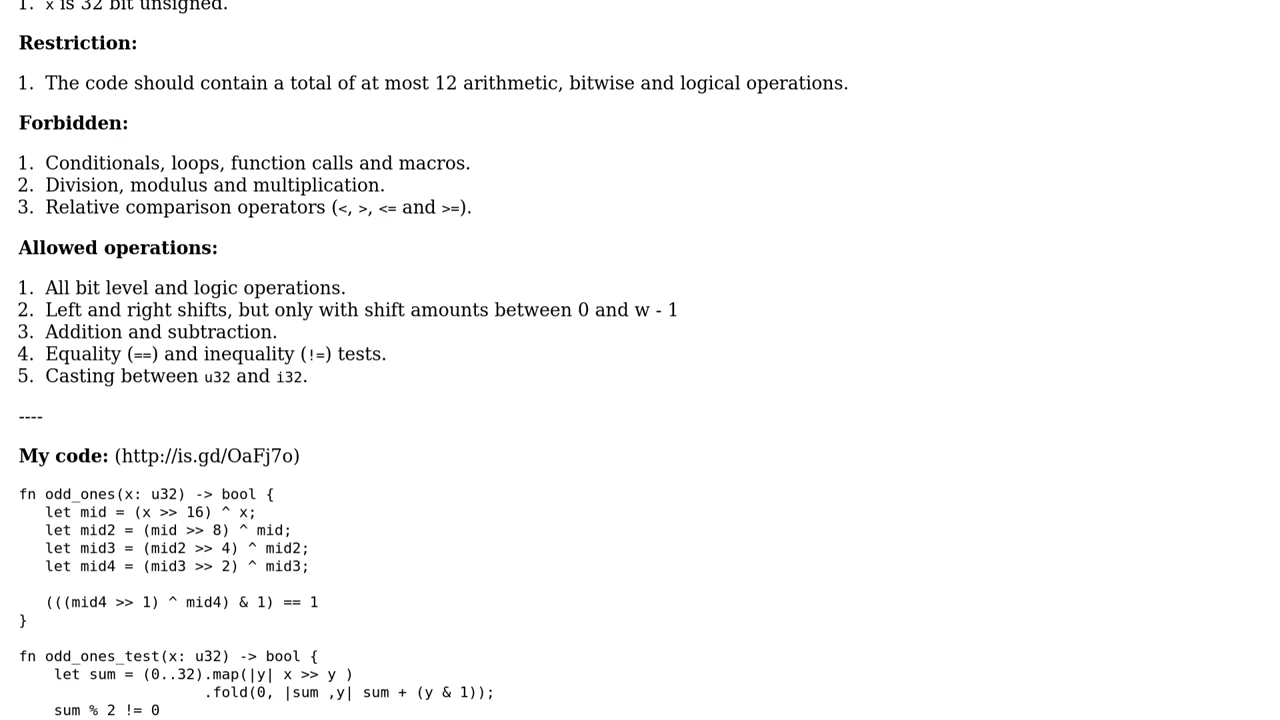 1. x is 32 bit unsigned.
Restriction:
1. The code should contain a total of at most 12 arithmetic, bitwise and logical operations.
Forbidden:
1. Conditionals, loops, function calls and macros.
2. Division, modulus and multiplication.
3. Relative comparison operators (<, >, <= and >=).
Allowed operations:
1. All bit level and logic operations.
2. Left and right shifts, but only with shift amounts between 0 and w - 1
3. Addition and subtraction.
4. Equality (==) and inequality (!=) tests.
5. Casting between u32 and i32.
----
My code: (http://is.gd/OaFj7o)
fn odd_ones(x: u32) -> bool {
   let mid = (x >> 16) ^ x;
   let mid2 = (mid >> 8) ^ mid;
   let mid3 = (mid2 >> 4) ^ mid2;
   let mid4 = (mid3 >> 2) ^ mid3;
   (((mid4 >> 1) ^ mid4) & 1) == 1
}
fn odd_ones_test(x: u32) -> bool {
    let sum = (0..32).map(|y| x >> y )
                     .fold(0, |sum ,y| sum + (y & 1));
    sum % 2 != 0